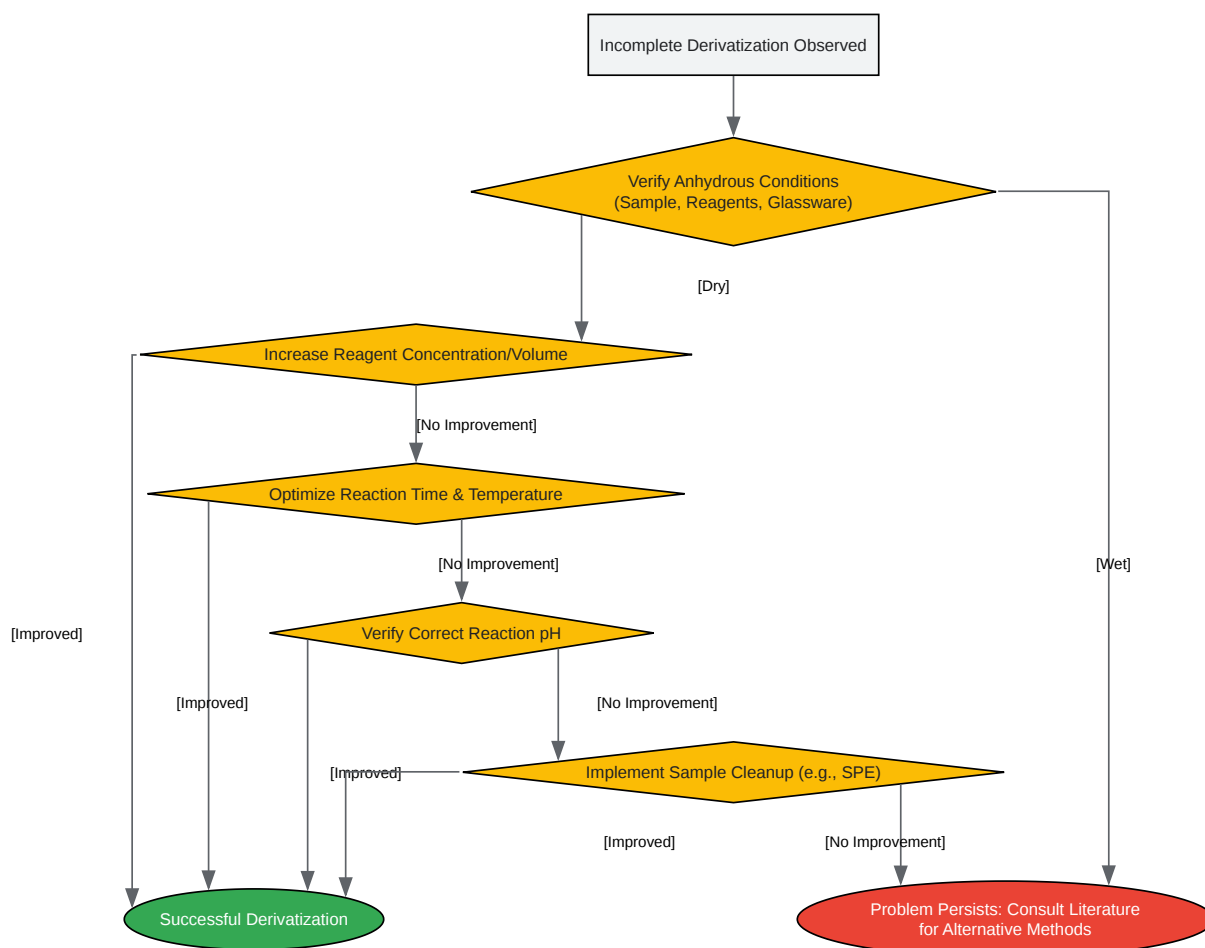 Incomplete Derivatization Observed
Verify Anhydrous Conditions
(Sample, Reagents, Glassware)
[Dry]
Increase Reagent Concentration/Volume
[No Improvement]
Optimize Reaction Time & Temperature
[No Improvement]
[Wet]
Verify Correct Reaction pH
[Improved]
[Improved]
[No Improvement]
Implement Sample Cleanup (e.g., SPE)
[Improved]
[Improved]
[No Improvement]
Successful Derivatization
Problem Persists: Consult Literature
for Alternative Methods